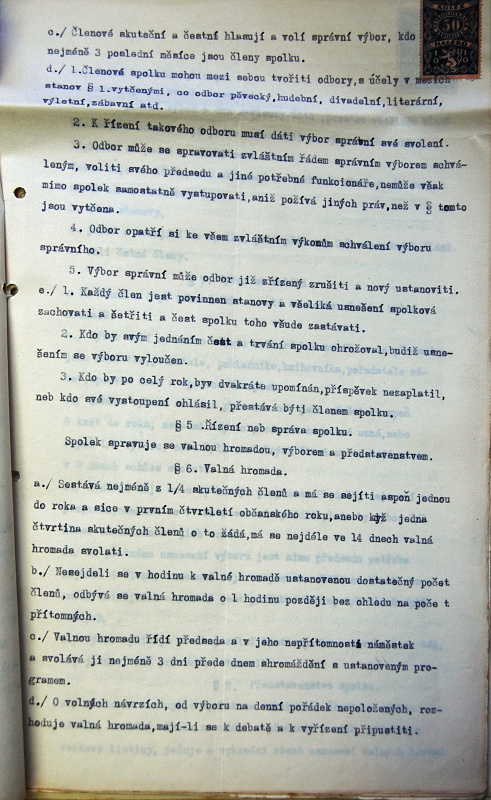 c./ Členové skuteční a čestní hlasují a volí správní výbor, kdo
nejméně 3 poslední měsíce jsou členy spolku.
d./ 1.Členové spolku mohou mezi sebou tvořiti odbory,s účely v mezích
stanov § 1.vytčenými, co odbor pěvecký,hudební, divadelní,literární,
výletní,zábavní atd.
2. K řízení takového odboru musí dáti výbor správní své svolení.
3. Odbor může se spravovati zvláštním řádem správním výborem schvá-
leným, voliti svého předsedu a jiné potřebné funkcionáře,nemůže však
mimo spolek samostatně vystupovati,aniž požívá jiných práv,než v § tomto
jsou vytčena.
4. Odbor opatří si ke všem zvláštním výkonům schválení výboru
správního.
5. Výbor správní může odbor již zřízený zrušiti a nový ustanoviti.
e./ 1. Každý člen jest povinnen stanovy a všeliká usnešení spolková
zachovati a šetřiti a čest spolku toho všude zastávati.
2. Kdo by svým jednáním čest a trvání spolku ohrožoval,budiž usne-
šením se výboru vyloučen.
3. Kdo by po celý rok,byv dvakráte upomínán,příspěvek nezaplatil,
neb kdo své vystoupení ohlásil, přestává býti členem spolku.
§ 5 .Řízení neb správa spolku.
Spolek spravuje se valnou hromadou, výborem a představenstvem.
§ 6. Valná hromada.
a./ Sestává nejméně z 1/4 skutečných členů a má se sejíti aspoň jednou
do roka a sice v prvním čtvrtletí občanského roku,anebo když jedna
čtvrtina skutečných členů o to žádá,má se nejdéle ve 14 dnech valná
hromada svolati.
b./ Nesejdeli se v hodinu k valné hromadě ustanovenou dostatečný počet
členů, odbývá se valná hromada o 1 hodinu později bez ohledu na poče t
přítomných.
c./ Valnou hromadu řídí předseda a v jeho nepřítomnosti náměstek
a svolává ji nejméně 3 dni přede dnem shromáždění s ustanoveným pro-
gramem.
d./ O volných návrzích, od výboru na denní pořádek nepoložených, roz-
hoduje valná hromada,mají-li se k debatě a k vyřízení připustiti.